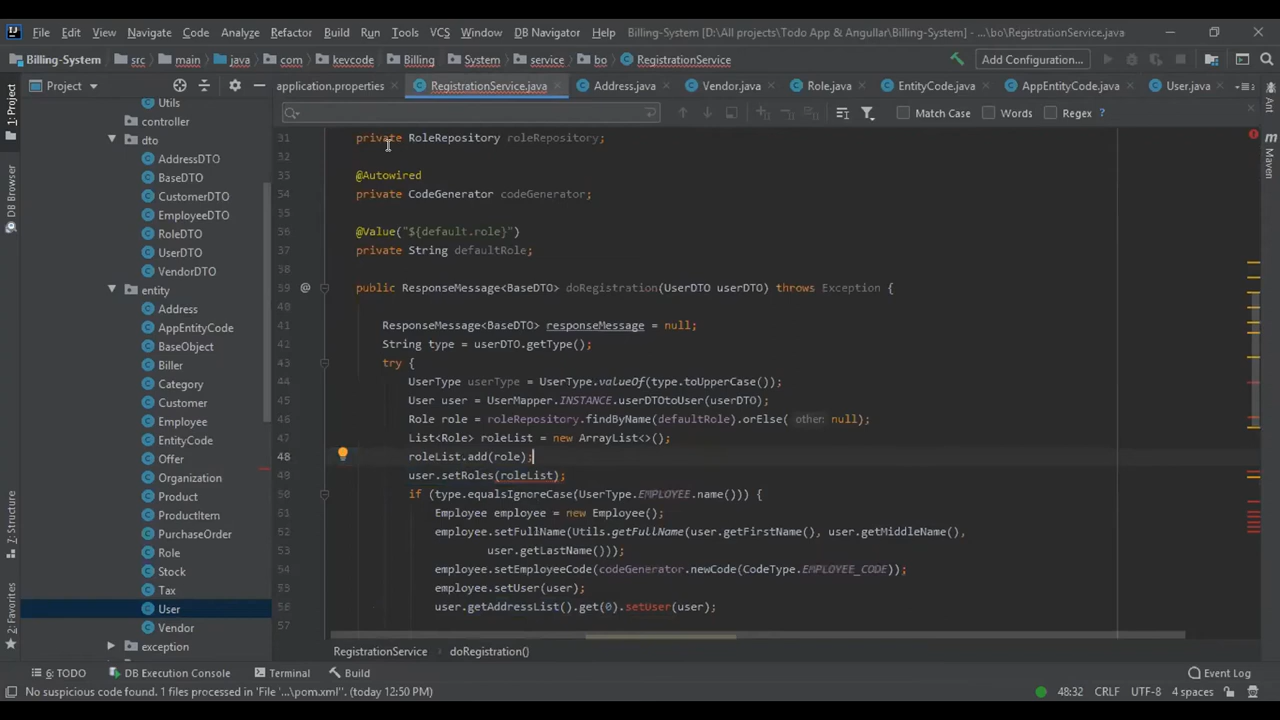 File Edit View Navigate Code Analyze Refactor Build Run Tools VCS Window DB Navigator Help Billing-System [D:\All projects\Todo App & Angullar\Billing-System] - ...\bo\RegistrationService.java
Billing-System src main java com kevcode Billing System service bo RegistrationService Add Configuration...
Project application.properties RegistrationService.java Address.java Vendor.java Role.java EntityCode.java AppEntityCode.java User.java
Match Case Words Regex ?
1: Project
DB Browser
7: Structure
2: Favorites
Utils
controller
dto
AddressDTO
BaseDTO
CustomerDTO
EmployeeDTO
RoleDTO
UserDTO
VendorDTO
entity
Address
AppEntityCode
BaseObject
Biller
Category
Customer
Employee
EntityCode
Offer
Organization
Product
ProductItem
PurchaseOrder
Role
Stock
Tax
User
Vendor
exception
31 private RoleRepository roleRepository;
32
33 @Autowired
34 private CodeGenerator codeGenerator;
35
36 @Value("${default.role}")
37 private String defaultRole;
38
39 @ public ResponseMessage<BaseDTO> doRegistration(UserDTO userDTO) throws Exception {
40
41 ResponseMessage<BaseDTO> responseMessage = null;
42 String type = userDTO.getType();
43 try {
44 UserType userType = UserType.valueOf(type.toUpperCase());
45 User user = UserMapper.INSTANCE.userDTOtoUser(userDTO);
46 Role role = roleRepository.findByName(defaultRole).orElse( other: null);
47 List<Role> roleList = new ArrayList<>();
48 roleList.add(role);
49 user.setRoles(roleList);
50 if (type.equalsIgnoreCase(UserType.EMPLOYEE.name())) {
51 Employee employee = new Employee();
52 employee.setFullName(Utils.getFullName(user.getFirstName(), user.getMiddleName(),
53 user.getLastName()));
54 employee.setEmployeeCode(codeGenerator.newCode(CodeType.EMPLOYEE_CODE));
55 employee.setUser(user);
56 user.getAddressList().get(0).setUser(user);
57
Ant
Maven
RegistrationService doRegistration()
6: TODO DB Execution Console Terminal Build Event Log
No suspicious code found. 1 files processed in 'File '...\pom.xml''. (today 12:50 PM) 48:32 CRLF UTF-8 4 spaces